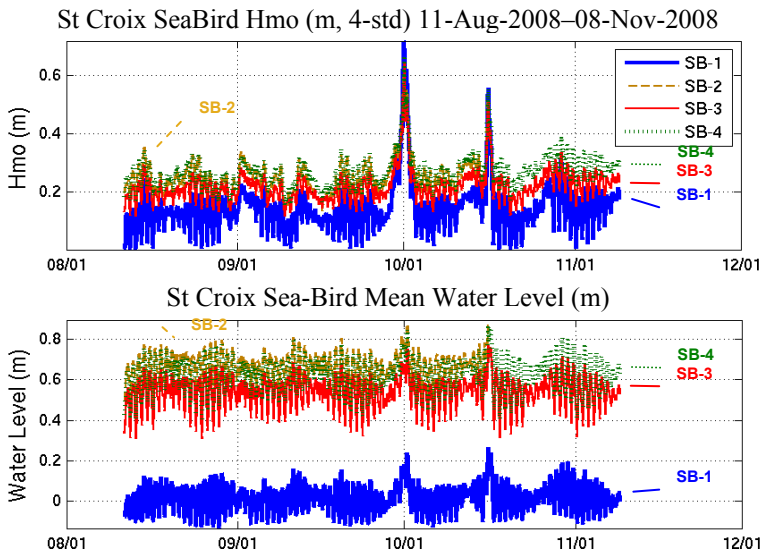 St Croix SeaBird Hmo (m, 4-std) 11-Aug-2008–08-Nov-2008
Hmo (m)
0.6
0.4
0.2
SB-2
SB-1
SB-2
SB-3
SB-4
SB-4
SB-3
SB-1
08/01 09/01 10/01 11/01 12/01
St Croix Sea-Bird Mean Water Level (m)
Water Level (m)
0.8
0.6
0.4
0.2
0
SB-2
SB-4
SB-3
SB-1
08/01 09/01 10/01 11/01 12/01